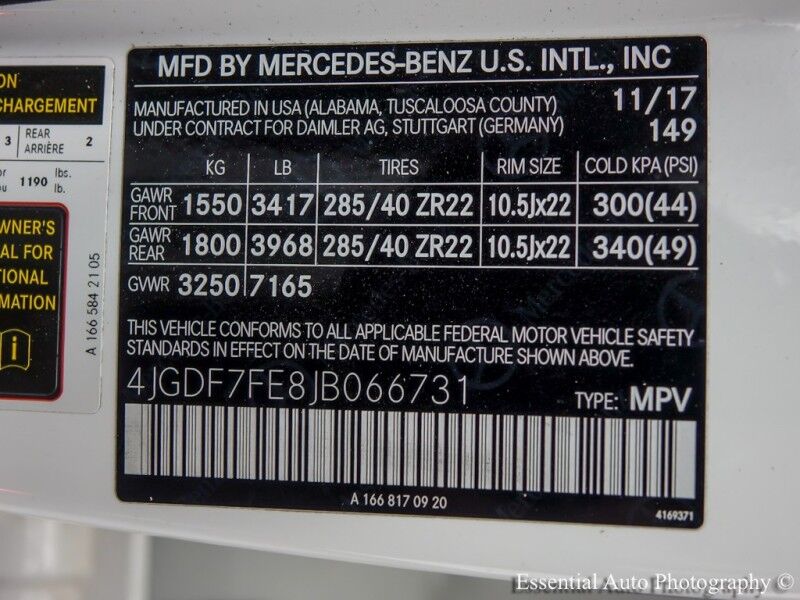 MFD BY MERCEDES-BENZ U.S. INTL., INC
MANUFACTURED IN USA (ALABAMA, TUSCALOOSA COUNTY) 11/17
UNDER CONTRACT FOR DAIMLER AG, STUTTGART (GERMANY) 149
KG LB TIRES RIM SIZE COLD KPA (PSI)
GAWR FRONT 1550 3417 285/40 ZR22 10.5Jx22 300(44)
GAWR REAR 1800 3968 285/40 ZR22 10.5Jx22 340(49)
GVWR 3250 7165
THIS VEHICLE CONFORMS TO ALL APPLICABLE FEDERAL MOTOR VEHICLE SAFETY
STANDARDS IN EFFECT ON THE DATE OF MANUFACTURE SHOWN ABOVE.
4JGDF7FE8JB066731 TYPE: MPV
A 166 817 09 20
4169371
ON
CHARGEMENT
3 REAR ARRIÈRE 2
or 1190 lbs.
ou lb.
OWNER'S
AL FOR
TIONAL
RMATION
i
A 166 584 21 05
Essential Auto Photography ©